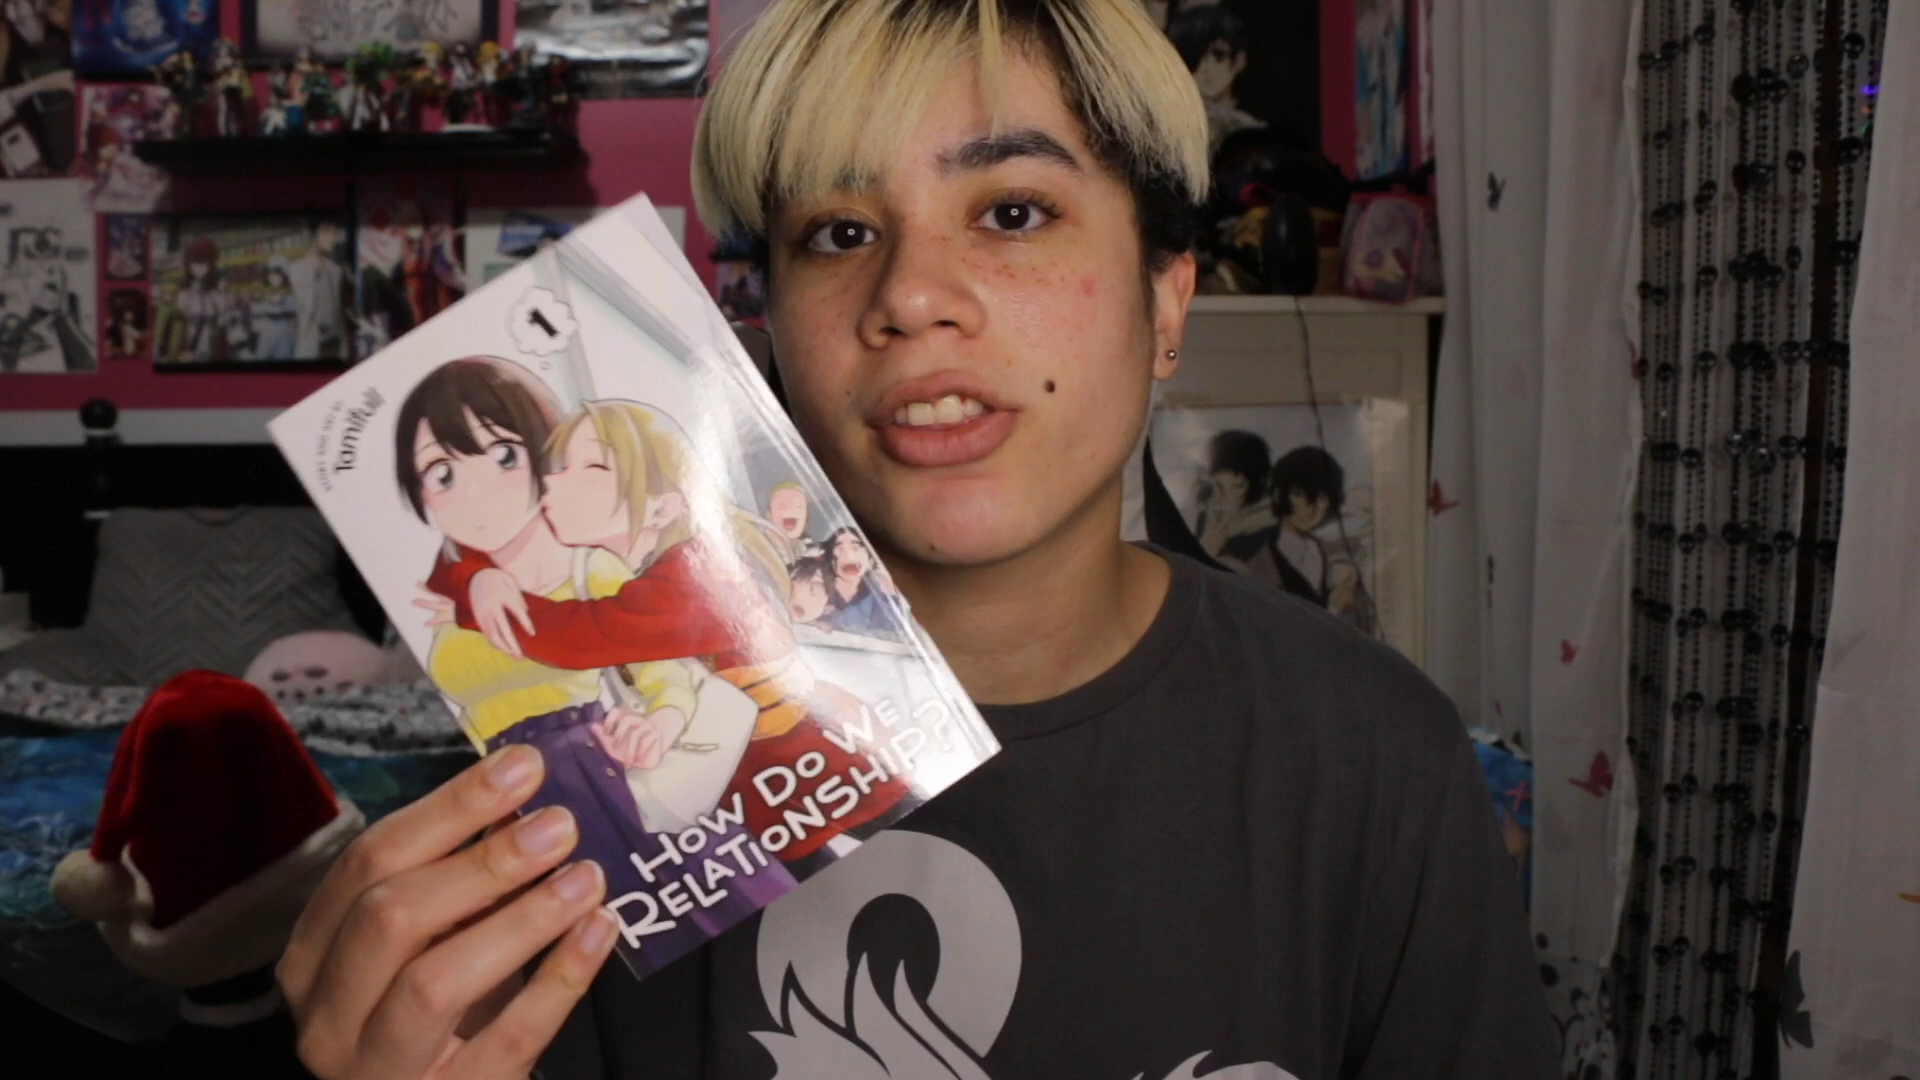 1
STORY AND ART BY
Tamifull
HOW DO WE
RELATIONSHIP?